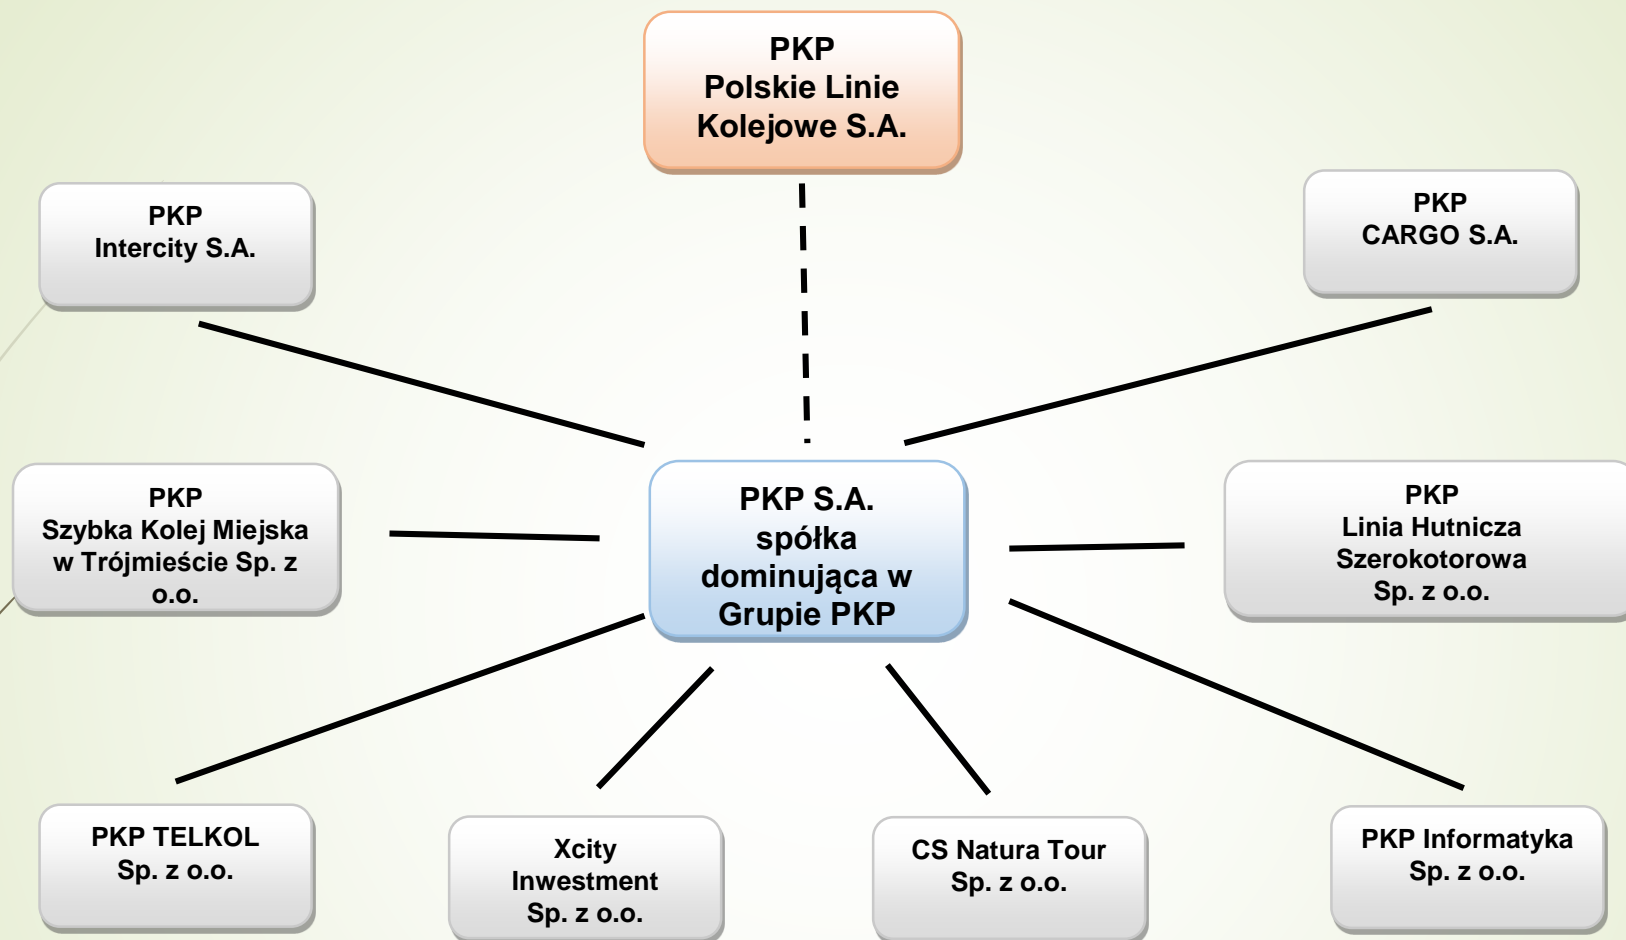 PKP
Polskie Linie
Kolejowe S.A.
PKP
Intercity S.A.
PKP
CARGO S.A.
PKP
Szybka Kolej Miejska
w Trójmieście Sp. z
o.o.
PKP S.A.
spółka
dominująca w
Grupie PKP
PKP
Linia Hutnicza
Szerokotorowa
Sp. z o.o.
PKP TELKOL
Sp. z o.o.
Xcity
Inwestment
Sp. z o.o.
CS Natura Tour
Sp. z o.o.
PKP Informatyka
Sp. z o.o.